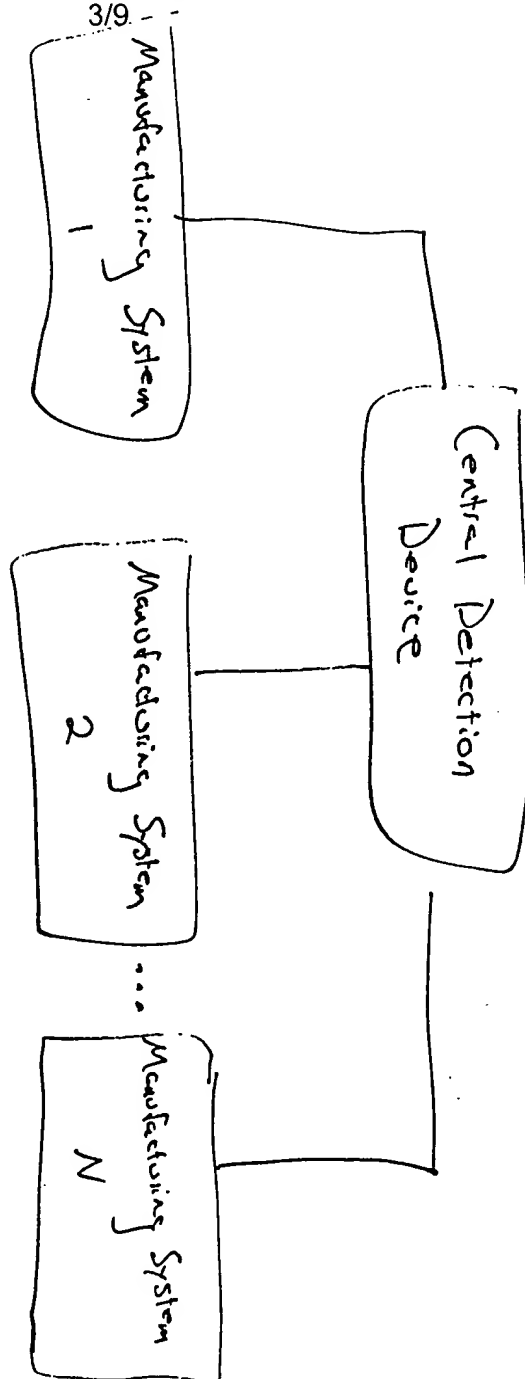 3/9
Central Detection
Device
Manufacturing System
1
Manufacturing System
2
...
Manufacturing System
N